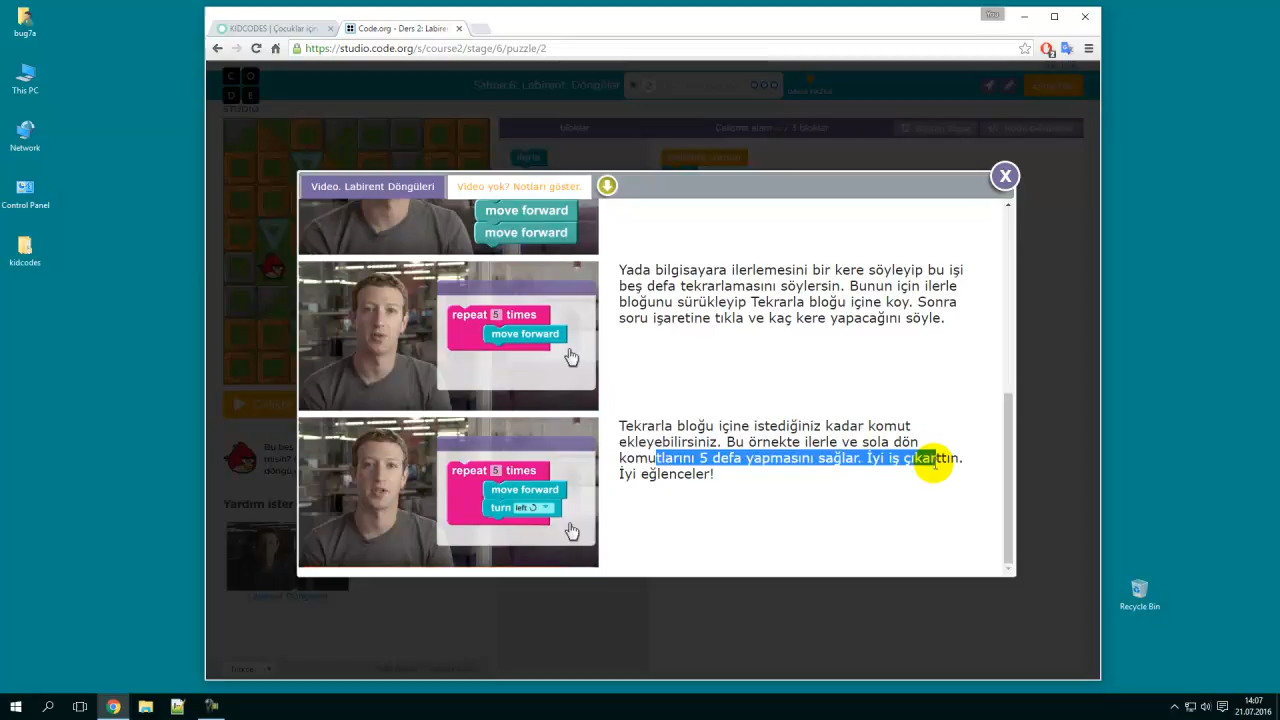 bug7a
This PC
Network
Control Panel
kidcodes
Recycle Bin
KIDCODES | Çocuklar için
Code.org - Ders 2: Labire
https://studio.code.org/s/course2/stage/6/puzzle/2
Video. Labirent Döngüleri
Video yok? Notları göster.
X
move forward
move forward
repeat 5 times
move forward
Yada bilgisayara ilerlemesini bir kere söyleyip bu işi
beş defa tekrarlamasını söylersin. Bunun için ilerle
bloğunu sürükleyip Tekrarla bloğu içine koy. Sonra
soru işaretine tıkla ve kaç kere yapacağını söyle.
repeat 5 times
move forward
turn left
Tekrarla bloğu içine istediğiniz kadar komut
ekleyebilirsiniz. Bu örnekte ilerle ve sola dön
komutlarını 5 defa yapmasını sağlar. İyi iş çıkarttın.
İyi eğlenceler!
Yardım ister
14:07
21.07.2016